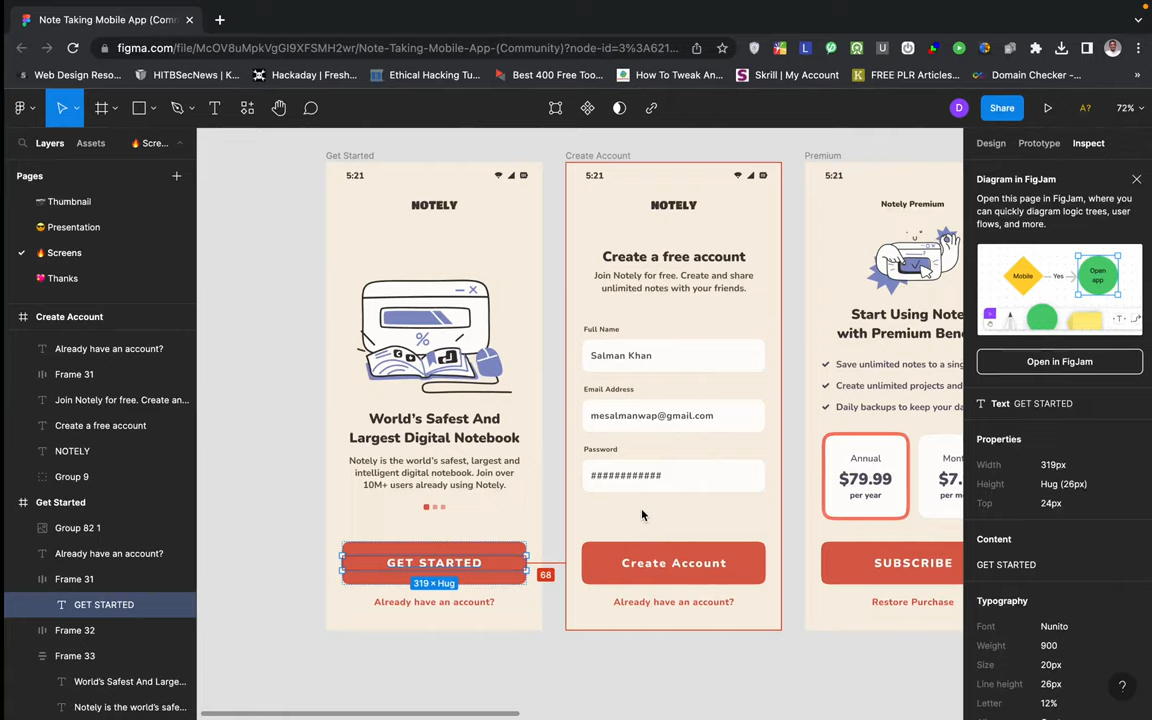 Note Taking Mobile App (Comm
figma.com/file/McOV8uMpkVgGI9XFSMH2wr/Note-Taking-Mobile-App-(Community)?node-id=3%3A621...
Web Design Reso...
HITBSecNews | K...
Hackaday | Fresh...
Ethical Hacking Tu...
Best 400 Free Too...
How To Tweak An...
Skrill | My Account
FREE PLR Articles...
Domain Checker -...
»
D
Share
A?
72%
Layers
Assets
🔥 Scre...
Design
Prototype
Inspect
Pages
Thumbnail
😎 Presentation
🔥 Screens
💖 Thanks
Create Account
Already have an account?
Frame 31
Join Notely for free. Create an...
Create a free account
NOTELY
Group 9
Get Started
Group 82 1
Already have an account?
Frame 31
GET STARTED
Frame 32
Frame 33
World's Safest And Large...
Notely is the world's safe...
Get Started
5:21
NOTELY
%
World's Safest And
Largest Digital Notebook
Notely is the world's safest, largest and
intelligent digital notebook. Join over
10M+ users already using Notely.
GET STARTED
319 × Hug
68
Already have an account?
Create Account
5:21
NOTELY
Create a free account
Join Notely for free. Create and share
unlimited notes with your friends.
Full Name
Salman Khan
Email Address
mesalmanwap@gmail.com
Password
############
Create Account
Already have an account?
Premium
5:21
Notely Premium
Start Using Note
with Premium Bene
Save unlimited notes to a sing
Create unlimited projects and
Daily backups to keep your da
Annual
$79.99
per year
Mont
$7.
per m
SUBSCRIBE
Restore Purchase
Diagram in FigJam
Open this page in FigJam, where you
can quickly diagram logic trees, user
flows, and more.
Mobile
Yes
Open
app
Open in FigJam
Text GET STARTED
Properties
Width 319px
Height Hug (26px)
Top 24px
Content
GET STARTED
Typography
Font Nunito
Weight 900
Size 20px
Line height 26px
Letter 12%
?